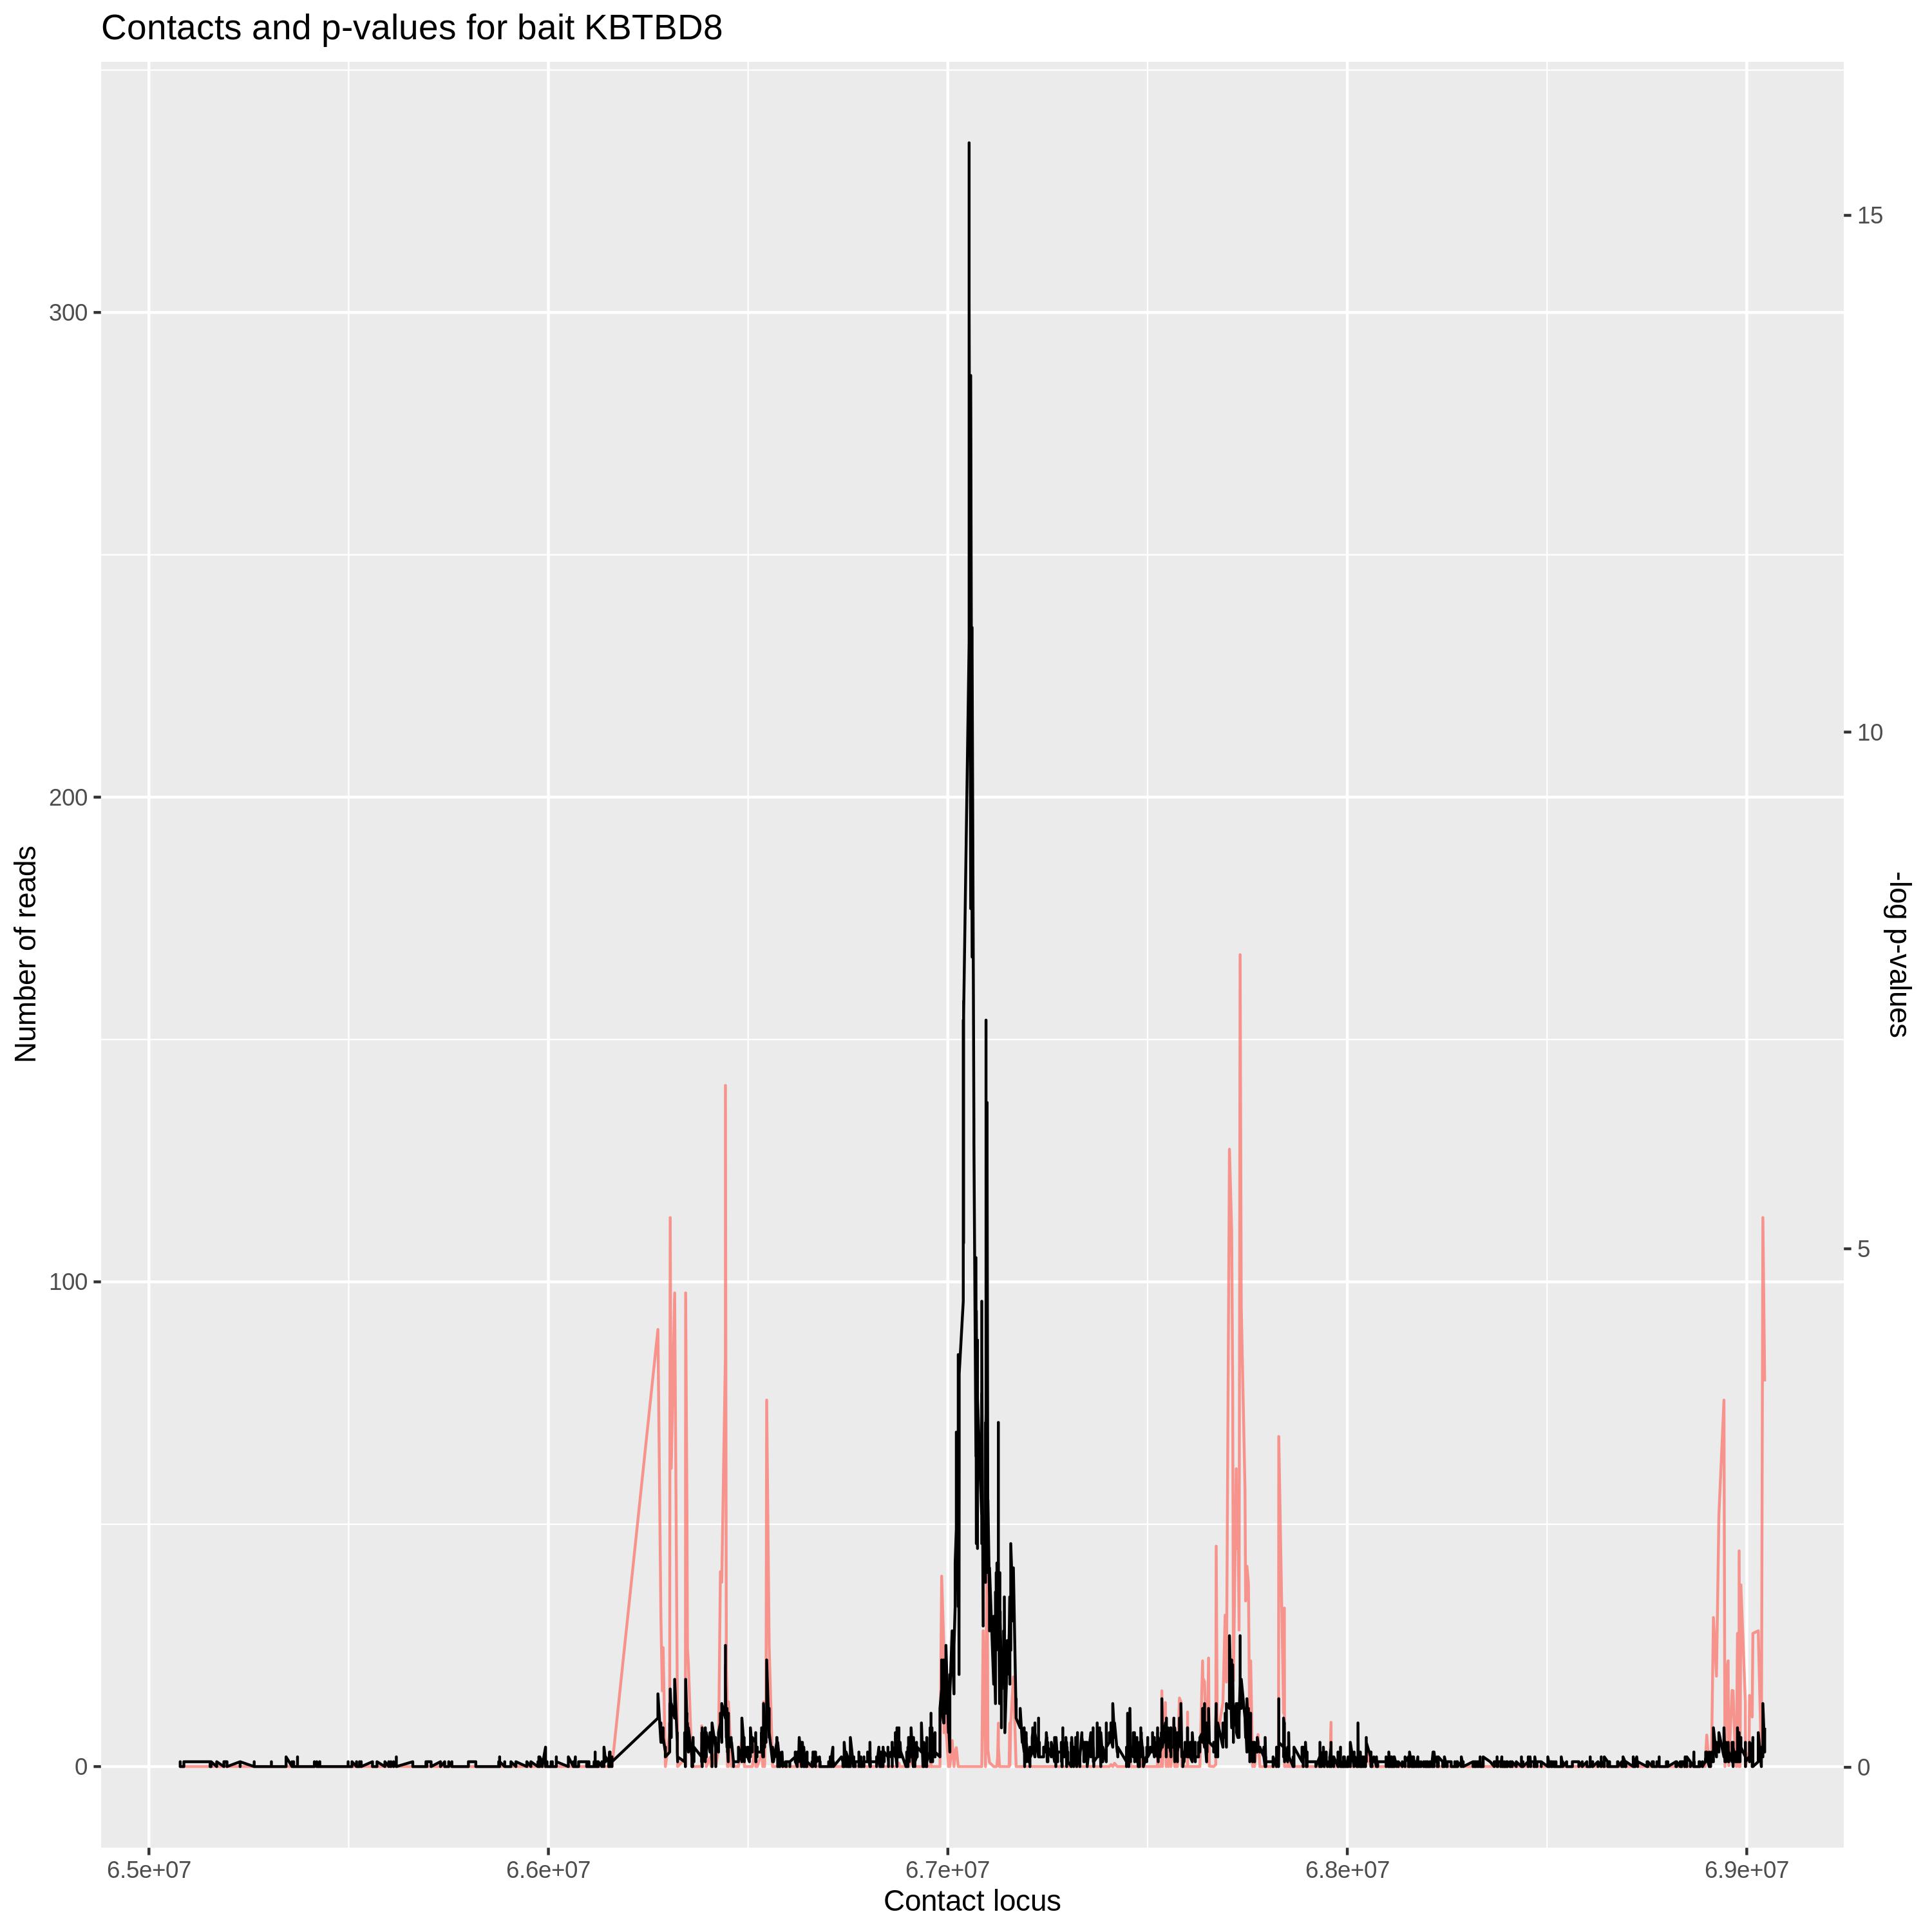 Contacts and p-values for bait KBTBD8
Number of reads
300
200
100
0
15
10
5
0
-log p-values
6.5e+07
6.6e+07
6.7e+07
6.8e+07
6.9e+07
Contact locus